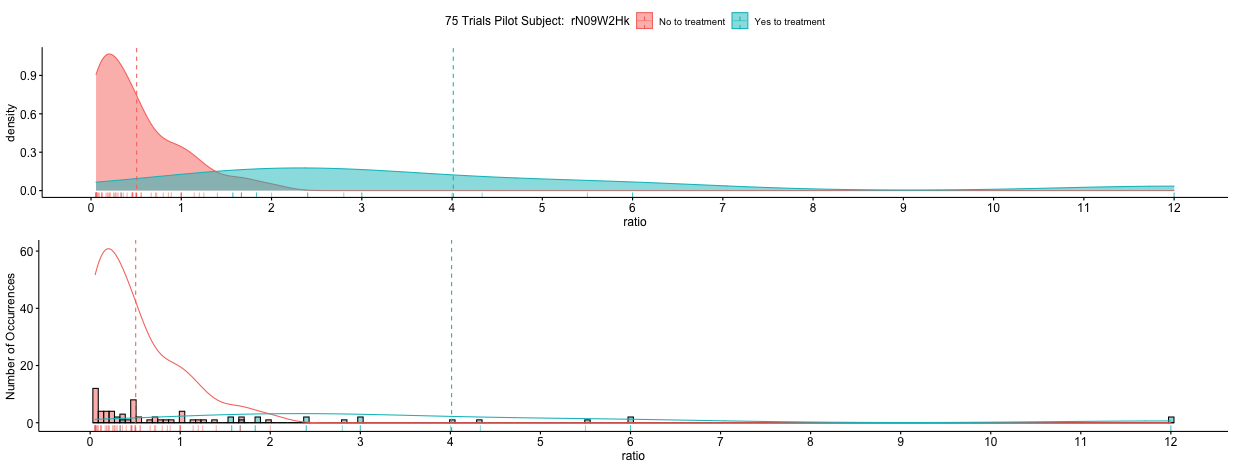 75 Trials Pilot Subject: rN09W2Hk No to treatment Yes to treatment
0.9
0.6
0.3
0.0
density
0 1 2 3 4 5 6 7 8 9 10 11 12
ratio
60
40
20
0
Number of Occurrences
0 1 2 3 4 5 6 7 8 9 10 11 12
ratio